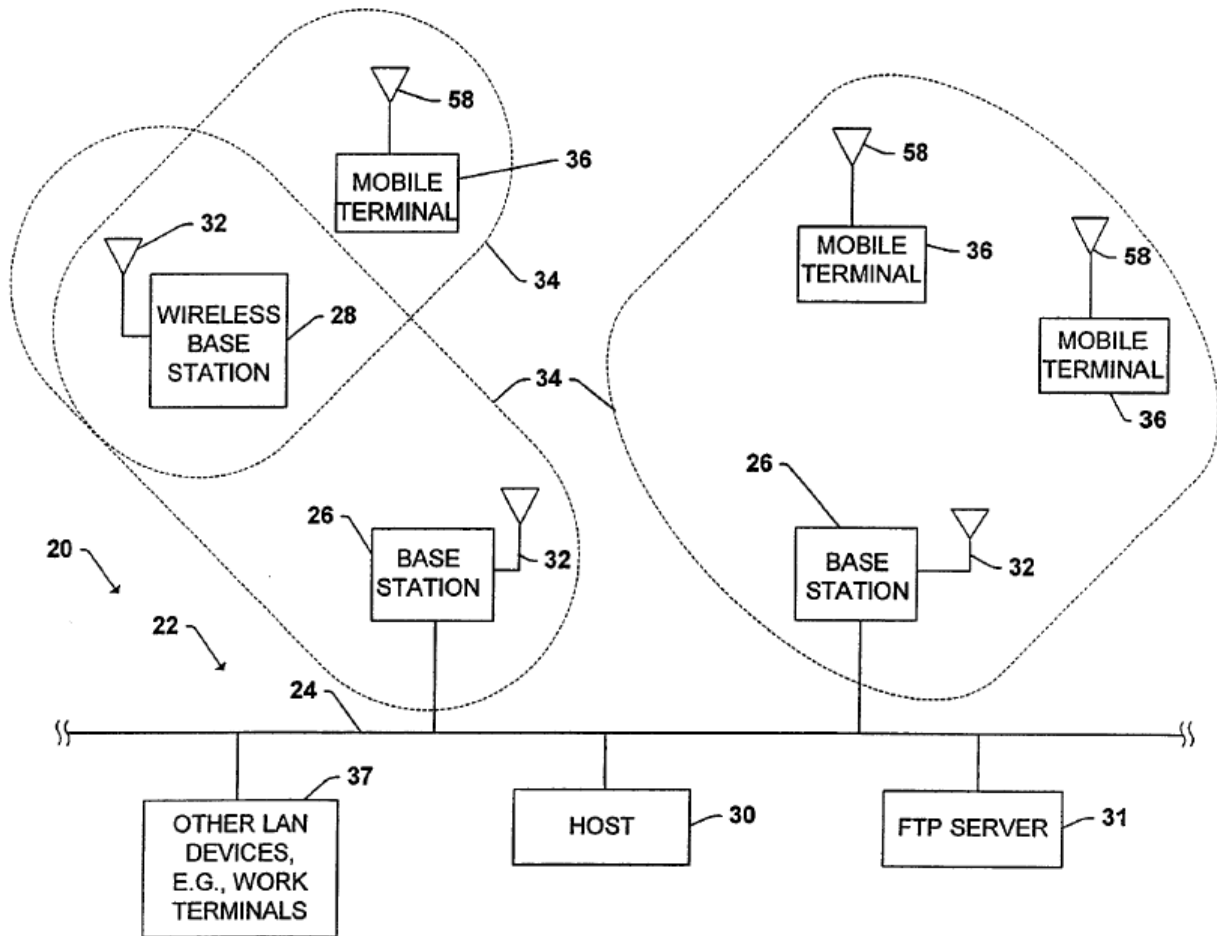 58
36
MOBILE
TERMINAL
32
34
WIRELESS
BASE
STATION
28
58
MOBILE
TERMINAL
36
58
MOBILE
TERMINAL
36
34
26
BASE
STATION
32
26
BASE
STATION
32
20
22
24
37
OTHER LAN
DEVICES,
E.G., WORK
TERMINALS
HOST
30
FTP SERVER
31